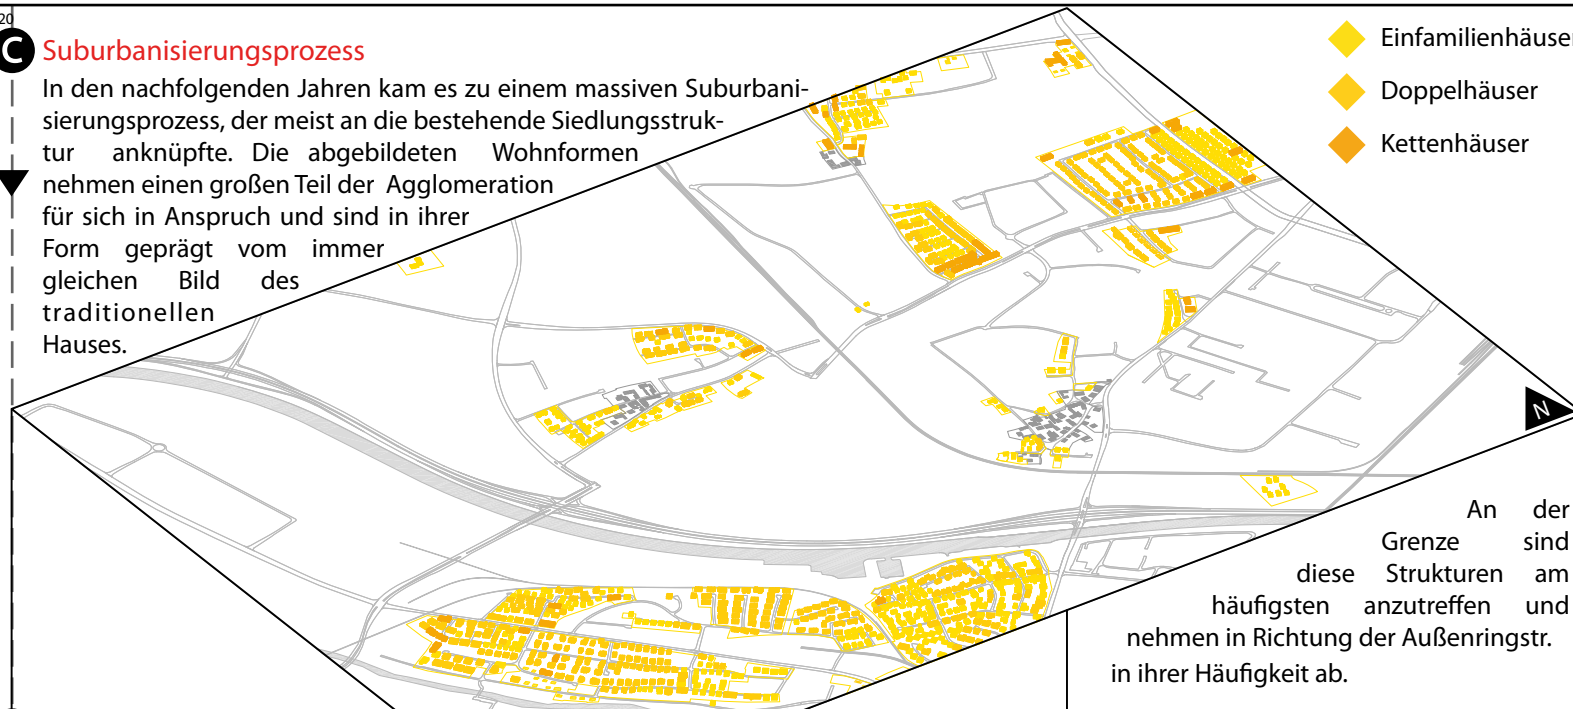 20
C
Suburbanisierungsprozess
In den nachfolgenden Jahren kam es zu einem massiven Suburbani-
sierungsprozess, der meist an die bestehende Siedlungsstruk-
tur anknüpfte. Die abgebildeten Wohnformen
nehmen einen großen Teil der Agglomeration
für sich in Anspruch und sind in ihrer
Form geprägt vom immer
gleichen Bild des
traditionellen
Hauses.
Einfamilienhäuser
Doppelhäuser
Kettenhäuser
N
An der
Grenze sind
diese Strukturen am
häufigsten anzutreffen und
nehmen in Richtung der Außenringstr.
in ihrer Häufigkeit ab.